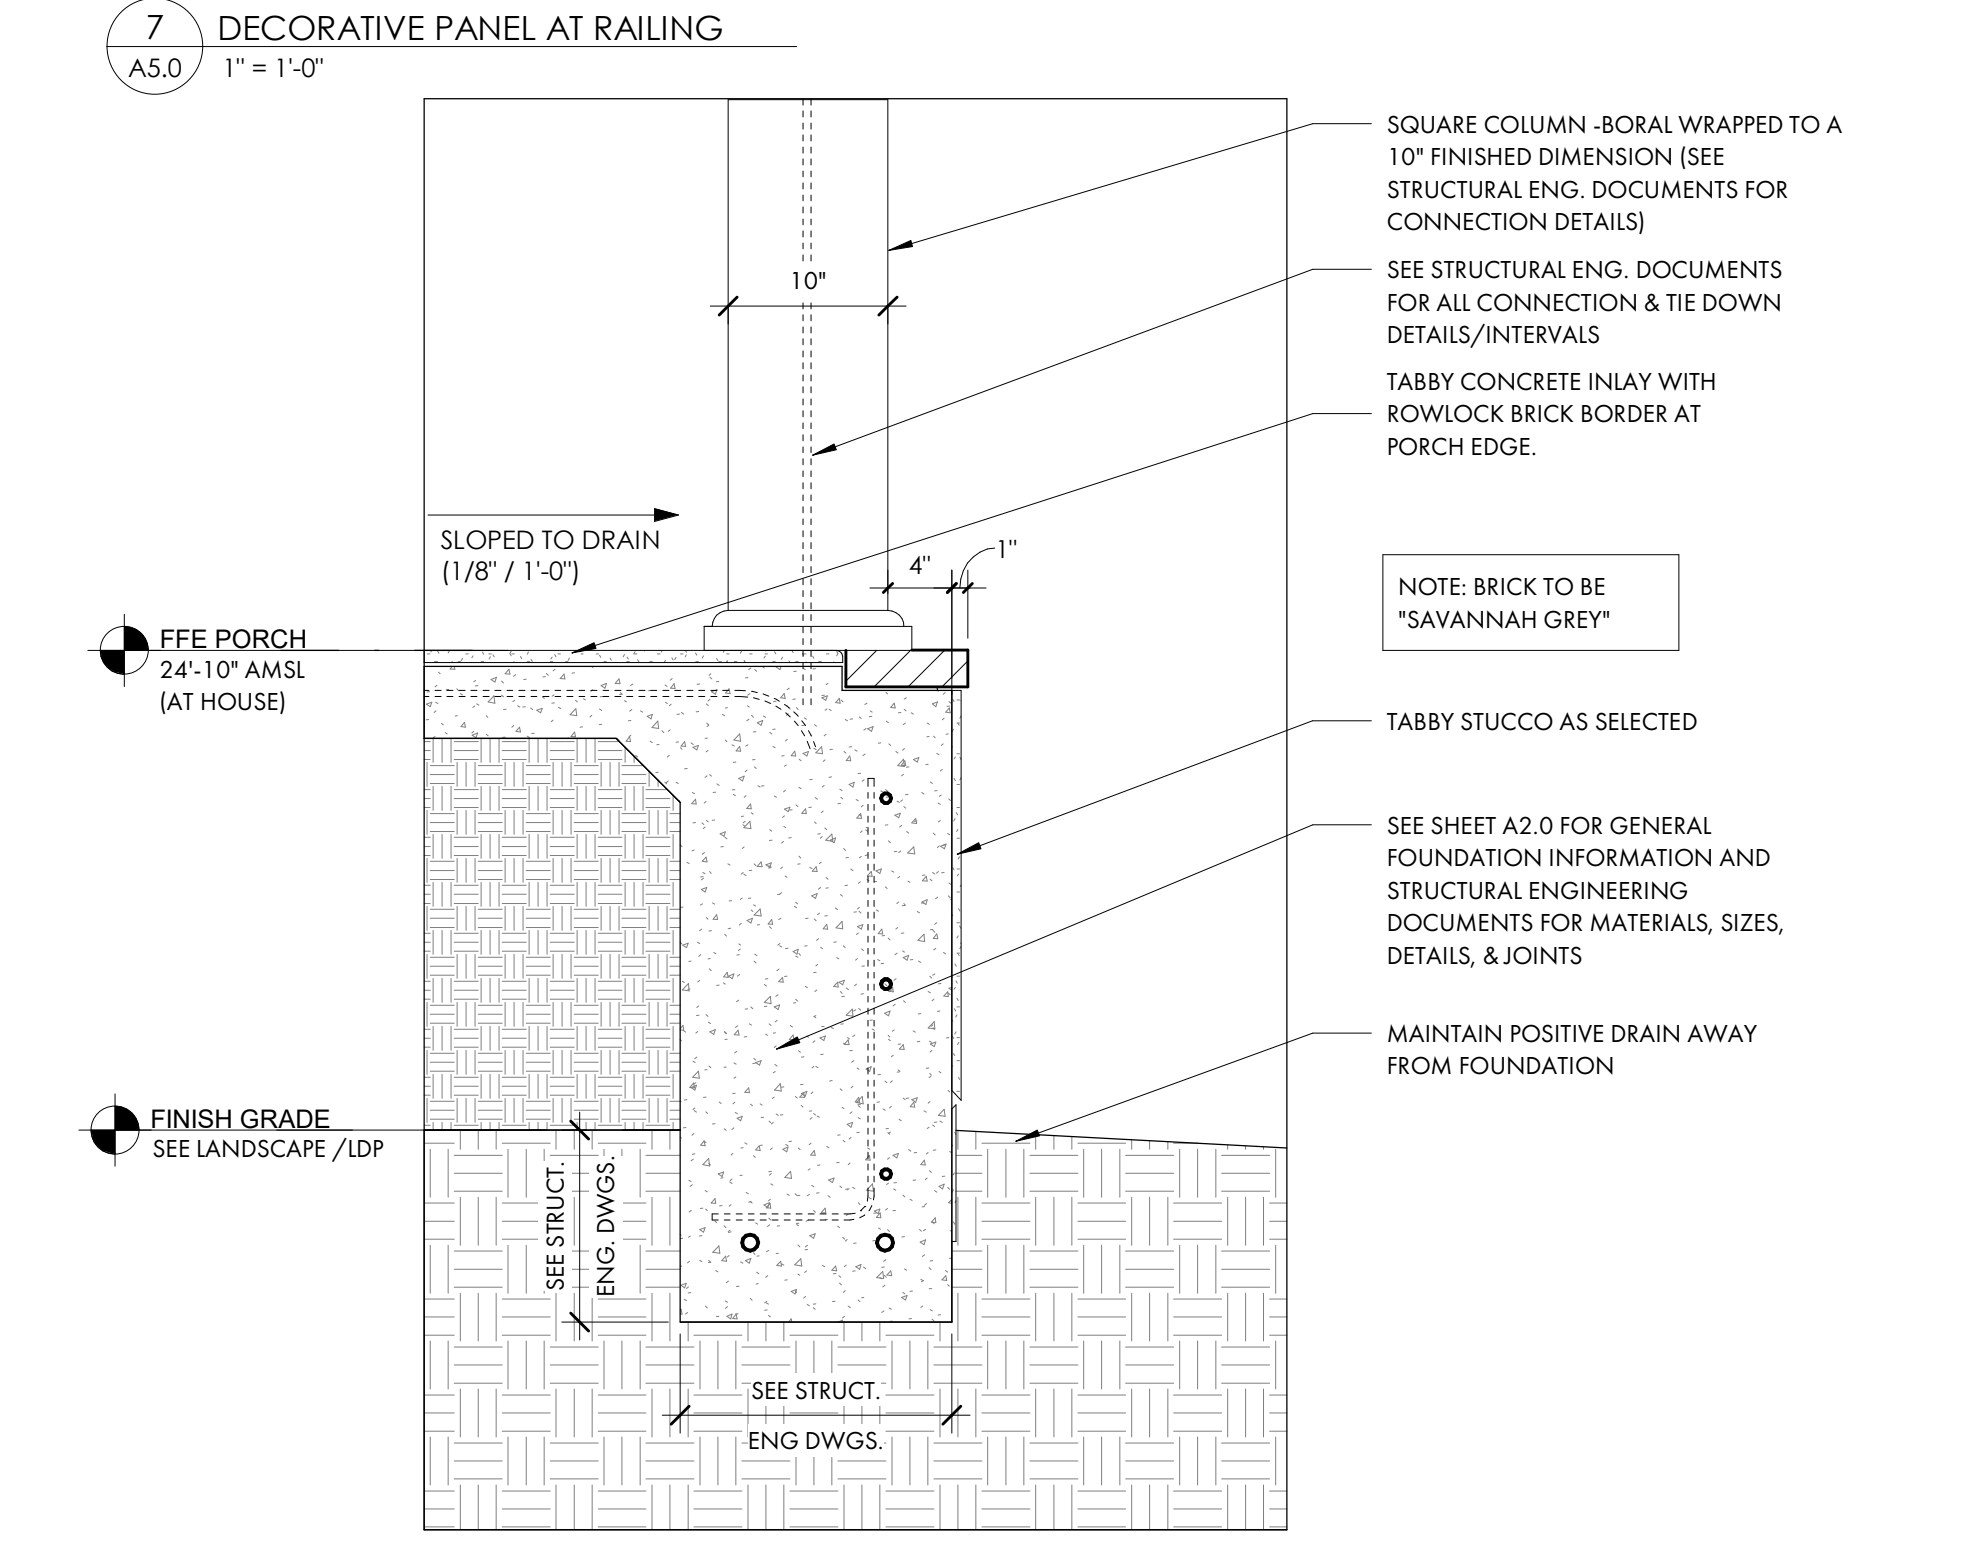 7
DECORATIVE PANEL AT RAILING
A5.0
1" = 1'-0"
SQUARE COLUMN -BORAL WRAPPED TO A
10" FINISHED DIMENSION (SEE
STRUCTURAL ENG. DOCUMENTS FOR
CONNECTION DETAILS)
SEE STRUCTURAL ENG. DOCUMENTS
FOR ALL CONNECTION & TIE DOWN
DETAILS/INTERVALS
10"
TABBY CONCRETE INLAY WITH
ROWLOCK BRICK BORDER AT
PORCH EDGE.
SLOPED TO DRAIN
(1/8" / 1'-0")
4"
1"
NOTE: BRICK TO BE
"SAVANNAH GREY"
FFE PORCH
24'-10" AMSL
(AT HOUSE)
TABBY STUCCO AS SELECTED
SEE SHEET A2.0 FOR GENERAL
FOUNDATION INFORMATION AND
STRUCTURAL ENGINEERING
DOCUMENTS FOR MATERIALS, SIZES,
DETAILS, & JOINTS
MAINTAIN POSITIVE DRAIN AWAY
FROM FOUNDATION
FINISH GRADE
SEE LANDSCAPE /LDP
SEE STRUCT.
ENG. DWGS.
SEE STRUCT.
ENG DWGS.